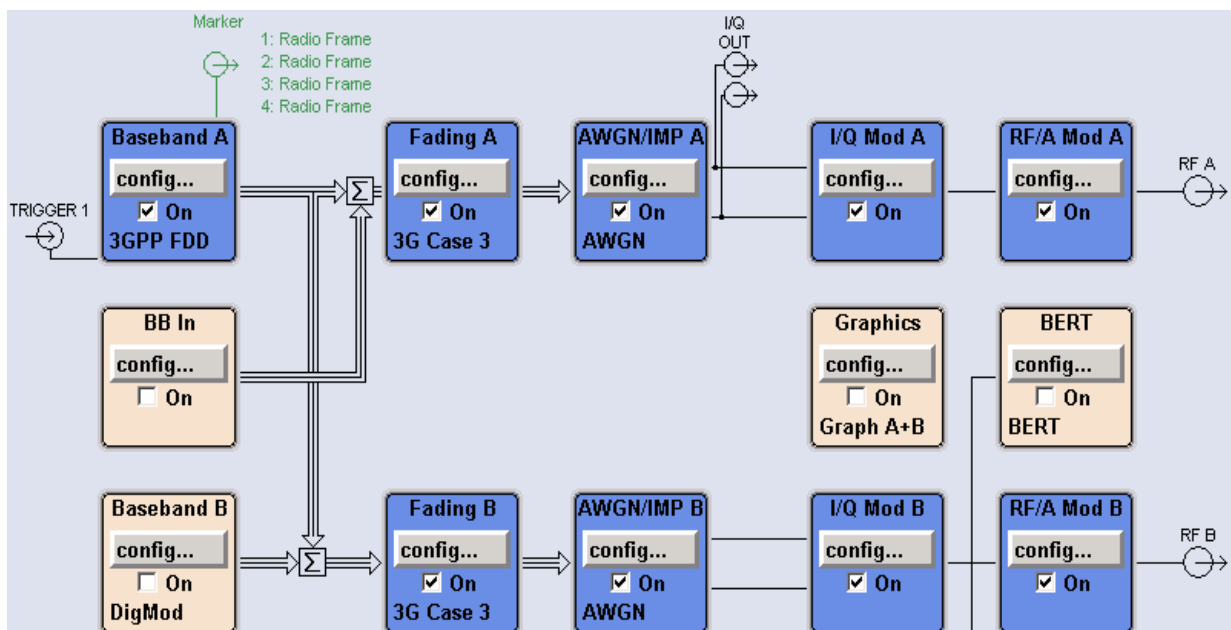 Marker
1: Radio Frame
2: Radio Frame
3: Radio Frame
4: Radio Frame
I/Q
OUT
Baseband A
config...
On
3GPP FDD
TRIGGER 1
Σ
Fading A
config...
On
3G Case 3
AWGN/IMP A
config...
On
AWGN
I/Q Mod A
config...
On
RF/A Mod A
config...
On
RF A
BB In
config...
On
Graphics
config...
On
Graph A+B
BERT
config...
On
BERT
Baseband B
config...
On
DigMod
Σ
Fading B
config...
On
3G Case 3
AWGN/IMP B
config...
On
AWGN
I/Q Mod B
config...
On
RF/A Mod B
config...
On
RF B